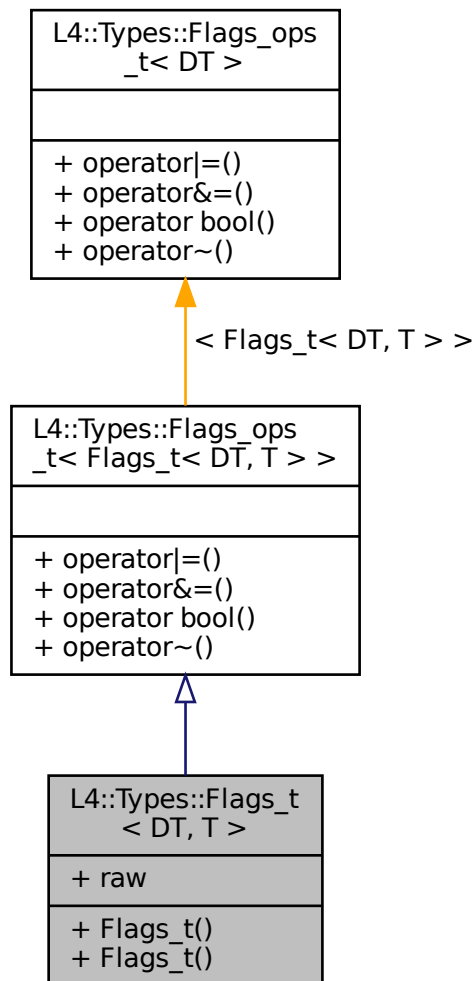 L4::Types::Flags_ops
_t< DT >
+ operator|=()
+ operator&=()
+ operator bool()
+ operator~()
< Flags_t< DT, T > >
L4::Types::Flags_ops
_t< Flags_t< DT, T > >
+ operator|=()
+ operator&=()
+ operator bool()
+ operator~()
L4::Types::Flags_t
< DT, T >
+ raw
+ Flags_t()
+ Flags_t()